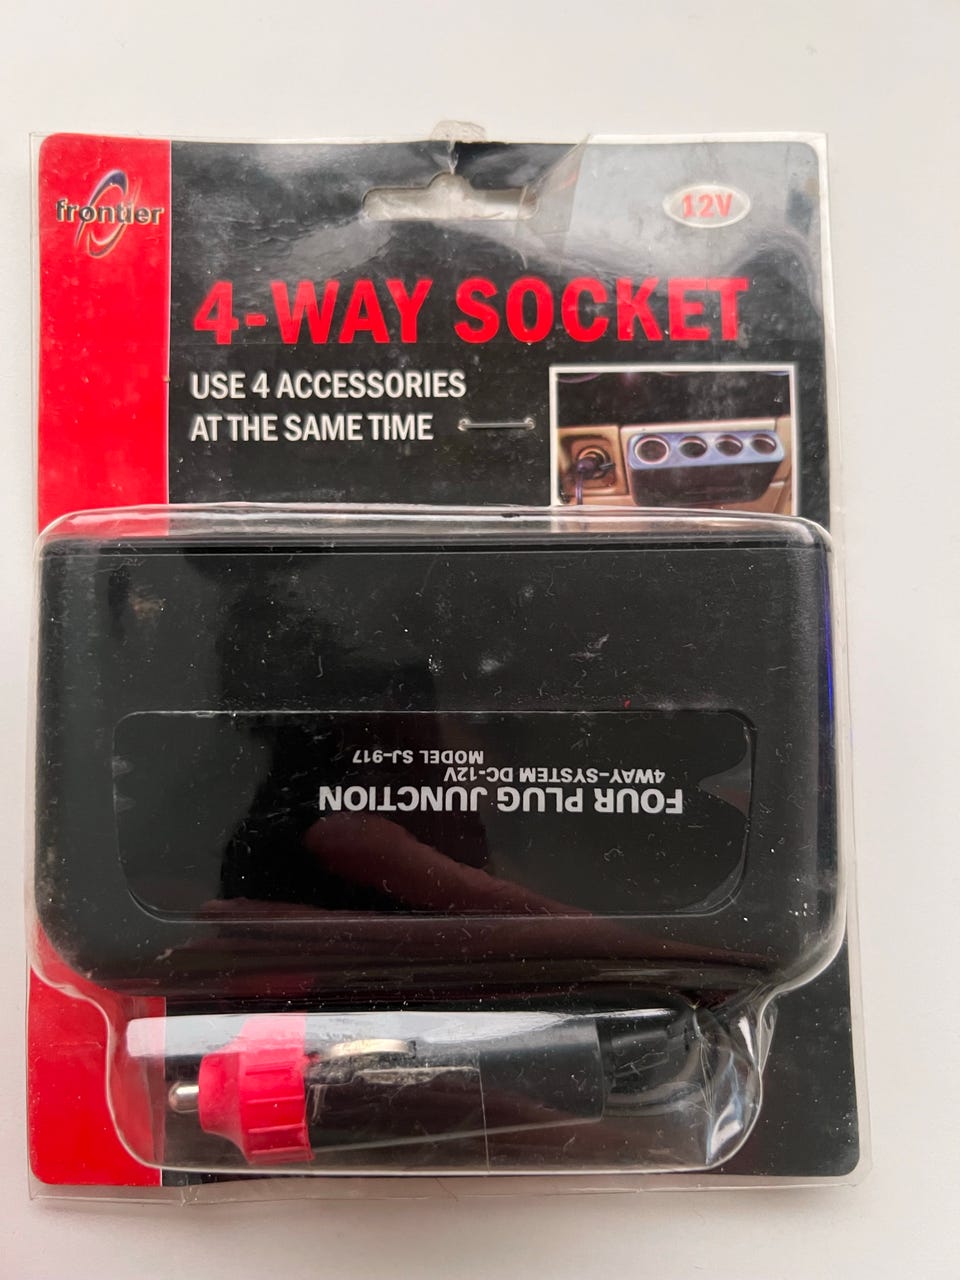 frontier
12V
4-WAY SOCKET
USE 4 ACCESSORIES
AT THE SAME TIME
FOUR PLUG JUNCTION
4WAY-SYSTEM DC-12V
MODEL SJ-917